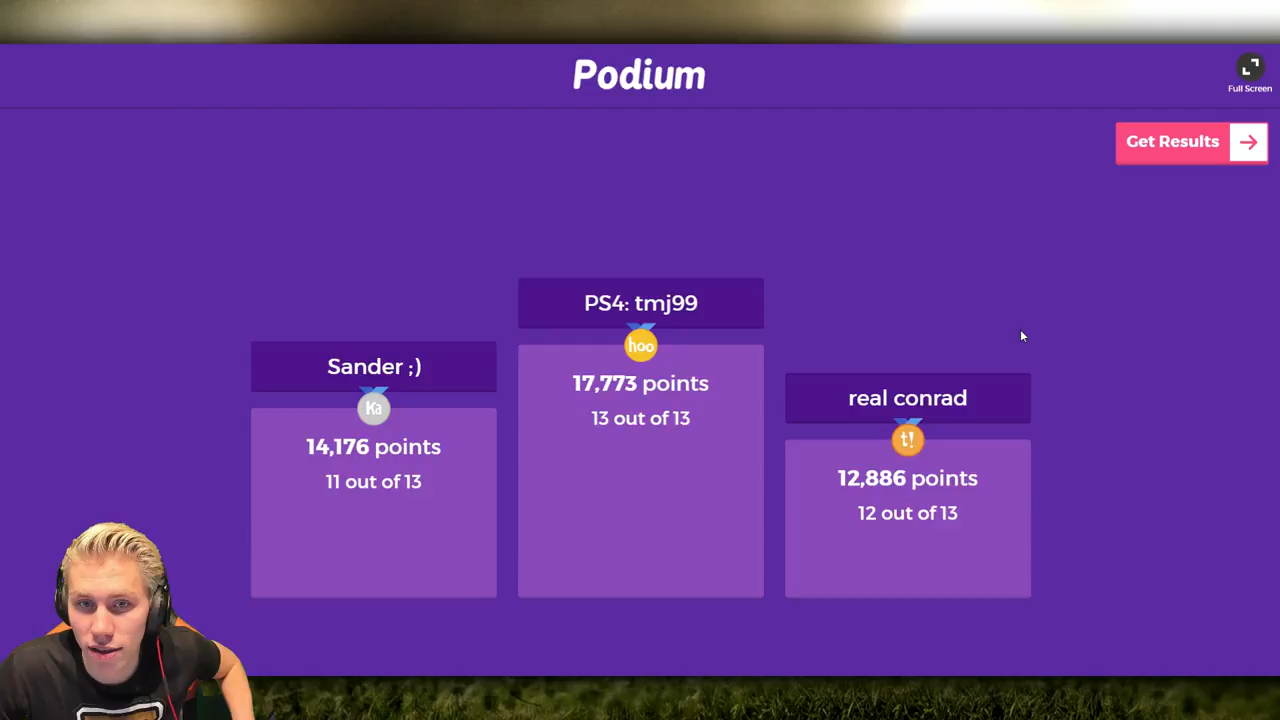 Podium
Full Screen
Get Results
PS4: tmj99
hoo
17,773 points
13 out of 13
Sander ;)
Ka
14,176 points
11 out of 13
real conrad
t!
12,886 points
12 out of 13